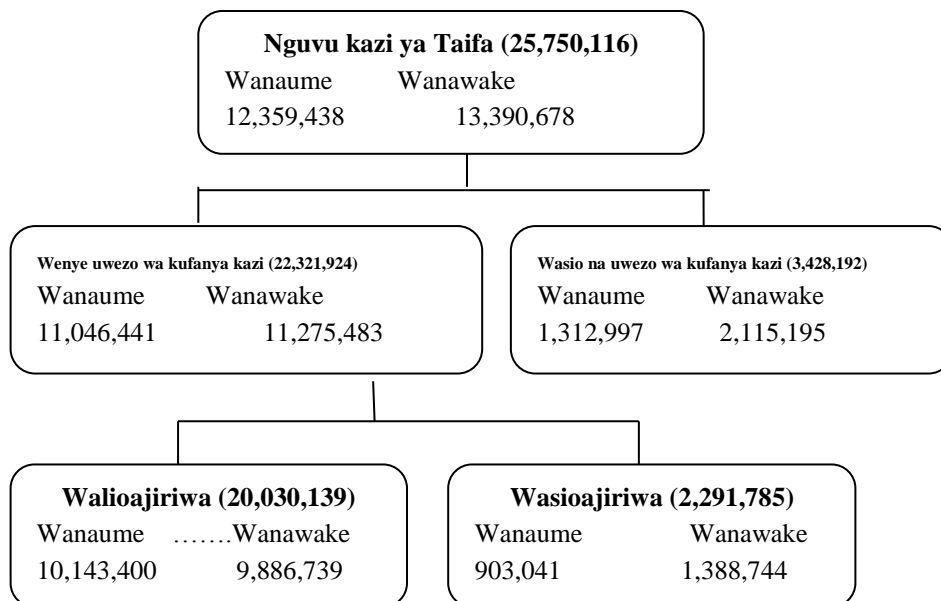 Nguvu kazi ya Taifa (25,750,116)
Wanaume Wanawake
12,359,438 13,390,678
Wenye uwezo wa kufanya kazi (22,321,924)
Wanaume Wanawake
11,046,441 11,275,483
Wasio na uwezo wa kufanya kazi (3,428,192)
Wanaume Wanawake
1,312,997 2,115,195
Walioajiriwa (20,030,139)
Wanaume …….Wanawake
10,143,400 9,886,739
Wasioajiriwa (2,291,785)
Wanaume Wanawake
903,041 1,388,744